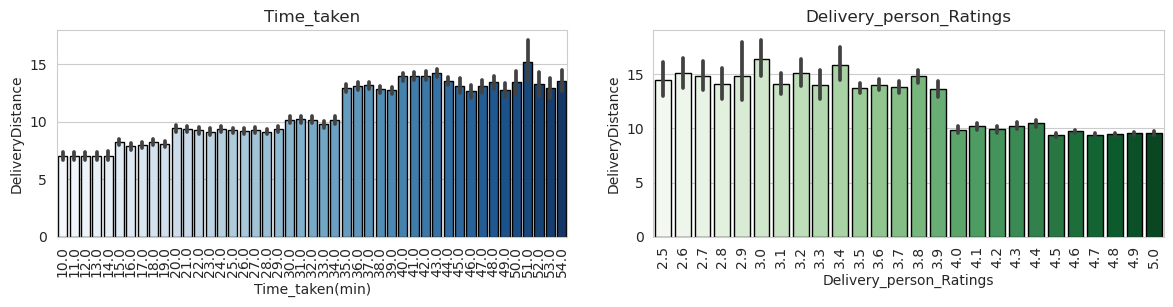 Time_taken
DeliveryDistance
15
10
5
0
10.0 11.0 12.0 13.0 14.0 15.0 16.0 17.0 18.0 19.0 20.0 21.0 22.0 23.0 24.0 25.0 26.0 27.0 28.0 29.0 30.0 31.0 32.0 33.0 34.0 35.0 36.0 37.0 38.0 39.0 40.0 41.0 42.0 43.0 44.0 45.0 46.0 47.0 48.0 49.0 50.0 51.0 52.0 53.0 54.0
Time_taken(min)
Delivery_person_Ratings
DeliveryDistance
15
10
5
0
2.5 2.6 2.7 2.8 2.9 3.0 3.1 3.2 3.3 3.4 3.5 3.6 3.7 3.8 3.9 4.0 4.1 4.2 4.3 4.4 4.5 4.6 4.7 4.8 4.9 5.0
Delivery_person_Ratings